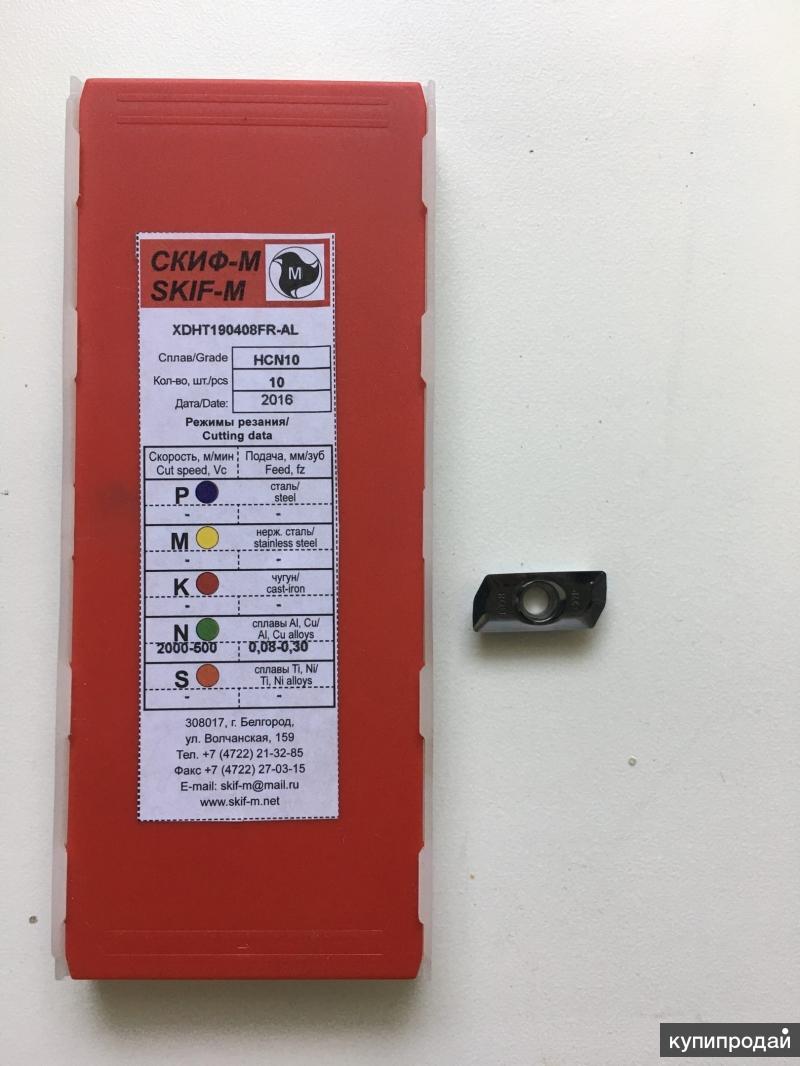 СКИФ-М
SKIF-M
М
XDHT190408FR-AL
Сплав/Grade HCN10
Кол-во, шт./pcs 10
Дата/Date: 2016
Режимы резания/
Cutting data
Скорость, м/мин Подача, мм/зуб
Cut speed, Vc Feed, fz
P сталь/
steel
- -
M нерж. сталь/
stainless steel
- -
K чугун/
cast-iron
- -
N сплавы Al, Cu/
Al, Cu alloys
2000-500 0,08-0,30
S сплавы Ti, Ni/
Ti, Ni alloys
- -
308017, г. Белгород,
ул. Волчанская, 159
Тел. +7 (4722) 21-32-85
Факс +7 (4722) 27-03-15
E-mail: skif-m@mail.ru
www.skif-m.net
купипродай